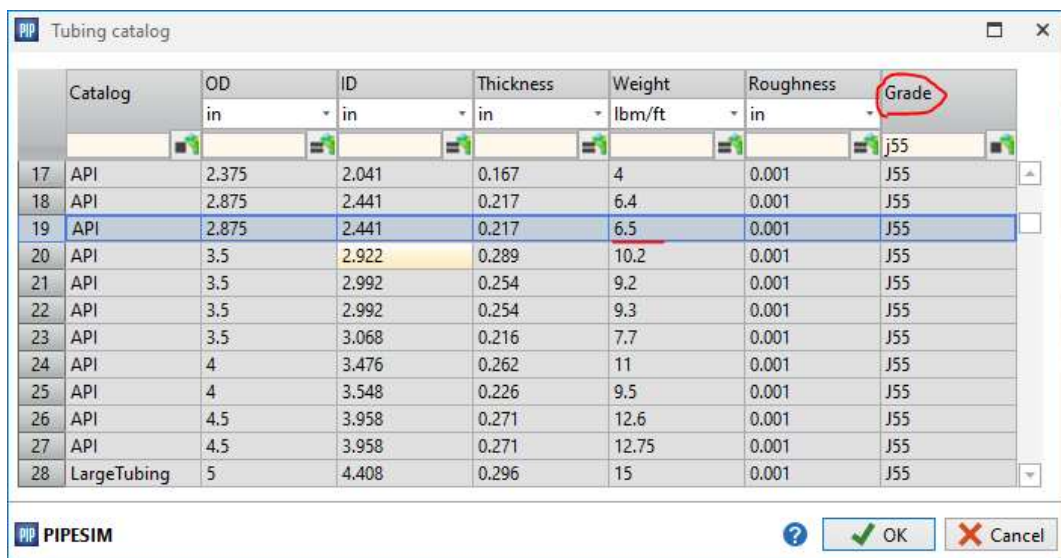 PIP Tubing catalog
Catalog OD ID Thickness Weight Roughness Grade
in in in lbm/ft in
j55
17 API 2.375 2.041 0.167 4 0.001 J55
18 API 2.875 2.441 0.217 6.4 0.001 J55
19 API 2.875 2.441 0.217 6.5 0.001 J55
20 API 3.5 2.922 0.289 10.2 0.001 J55
21 API 3.5 2.992 0.254 9.2 0.001 J55
22 API 3.5 2.992 0.254 9.3 0.001 J55
23 API 3.5 3.068 0.216 7.7 0.001 J55
24 API 4 3.476 0.262 11 0.001 J55
25 API 4 3.548 0.226 9.5 0.001 J55
26 API 4.5 3.958 0.271 12.6 0.001 J55
27 API 4.5 3.958 0.271 12.75 0.001 J55
28 LargeTubing 5 4.408 0.296 15 0.001 J55
PIP PIPESIM ? OK Cancel